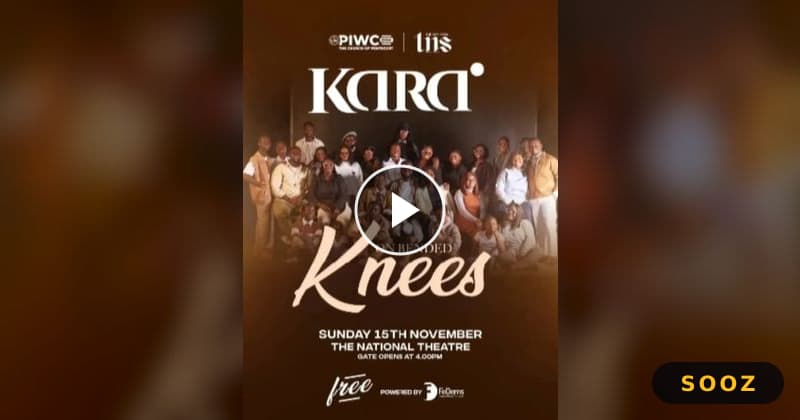 PIWC
THE CHURCH OF PENTECOST
KARA
ON BENDED
Knees
SUNDAY 15TH NOVEMBER
THE NATIONAL THEATRE
GATE OPENS AT 4.00PM
free
POWERED BY FeDems
SOOZ